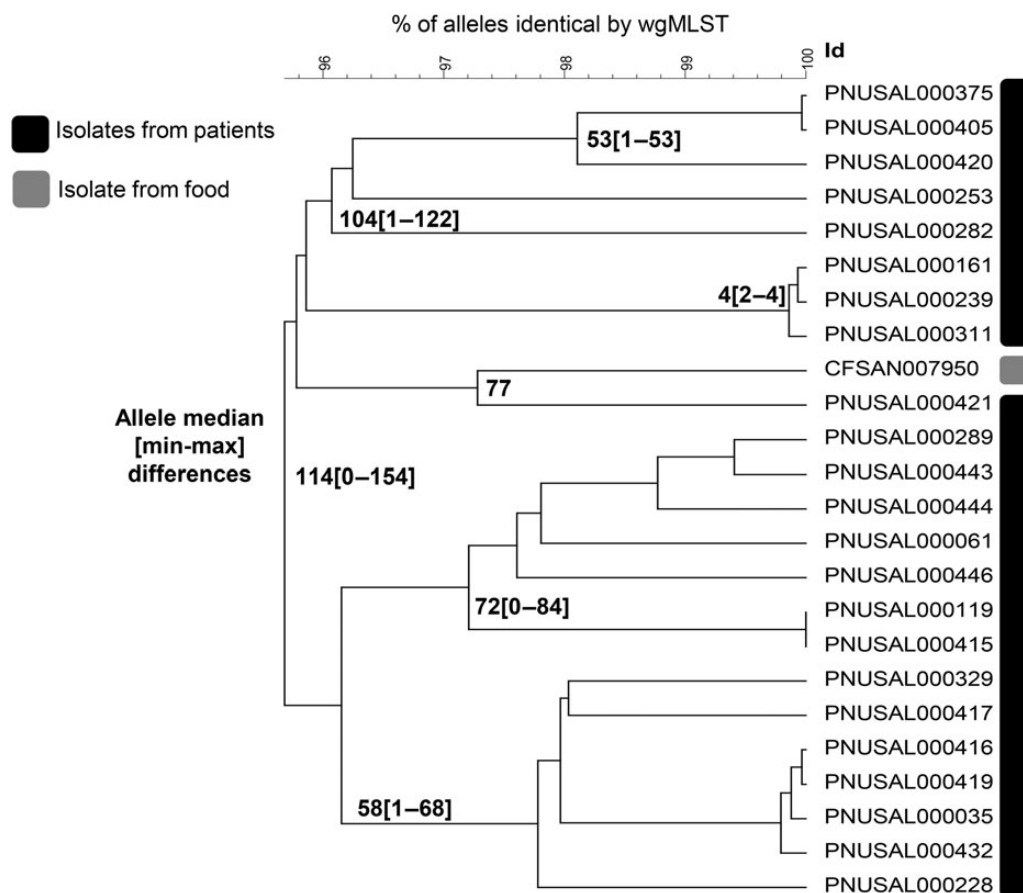 % of alleles identical by wgMLST
96 97 98 99 100
Id
Isolates from patients
Isolate from food
PNUSAL000375
PNUSAL000405
53[1–53]
PNUSAL000420
PNUSAL000253
104[1–122]
PNUSAL000282
PNUSAL000161
4[2–4]
PNUSAL000239
PNUSAL000311
CFSAN007950
77
PNUSAL000421
Allele median
[min-max]
differences
114[0–154]
PNUSAL000289
PNUSAL000443
PNUSAL000444
PNUSAL000061
PNUSAL000446
72[0–84]
PNUSAL000119
PNUSAL000415
PNUSAL000329
PNUSAL000417
PNUSAL000416
PNUSAL000419
58[1–68]
PNUSAL000035
PNUSAL000432
PNUSAL000228